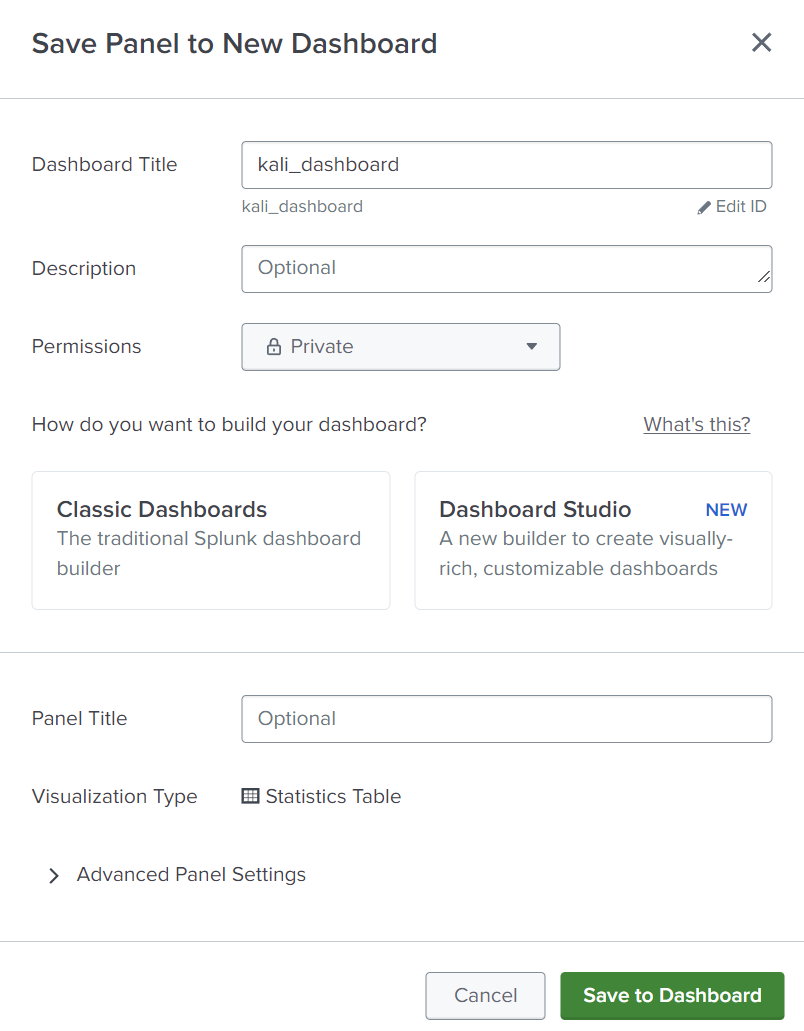 Save Panel to New Dashboard
Dashboard Title
kali_dashboard
kali_dashboard
Edit ID
Description
Optional
Permissions
Private
How do you want to build your dashboard?
What's this?
Classic Dashboards
The traditional Splunk dashboard
builder
Dashboard Studio
NEW
A new builder to create visually-
rich, customizable dashboards
Panel Title
Optional
Visualization Type
Statistics Table
Advanced Panel Settings
Cancel
Save to Dashboard